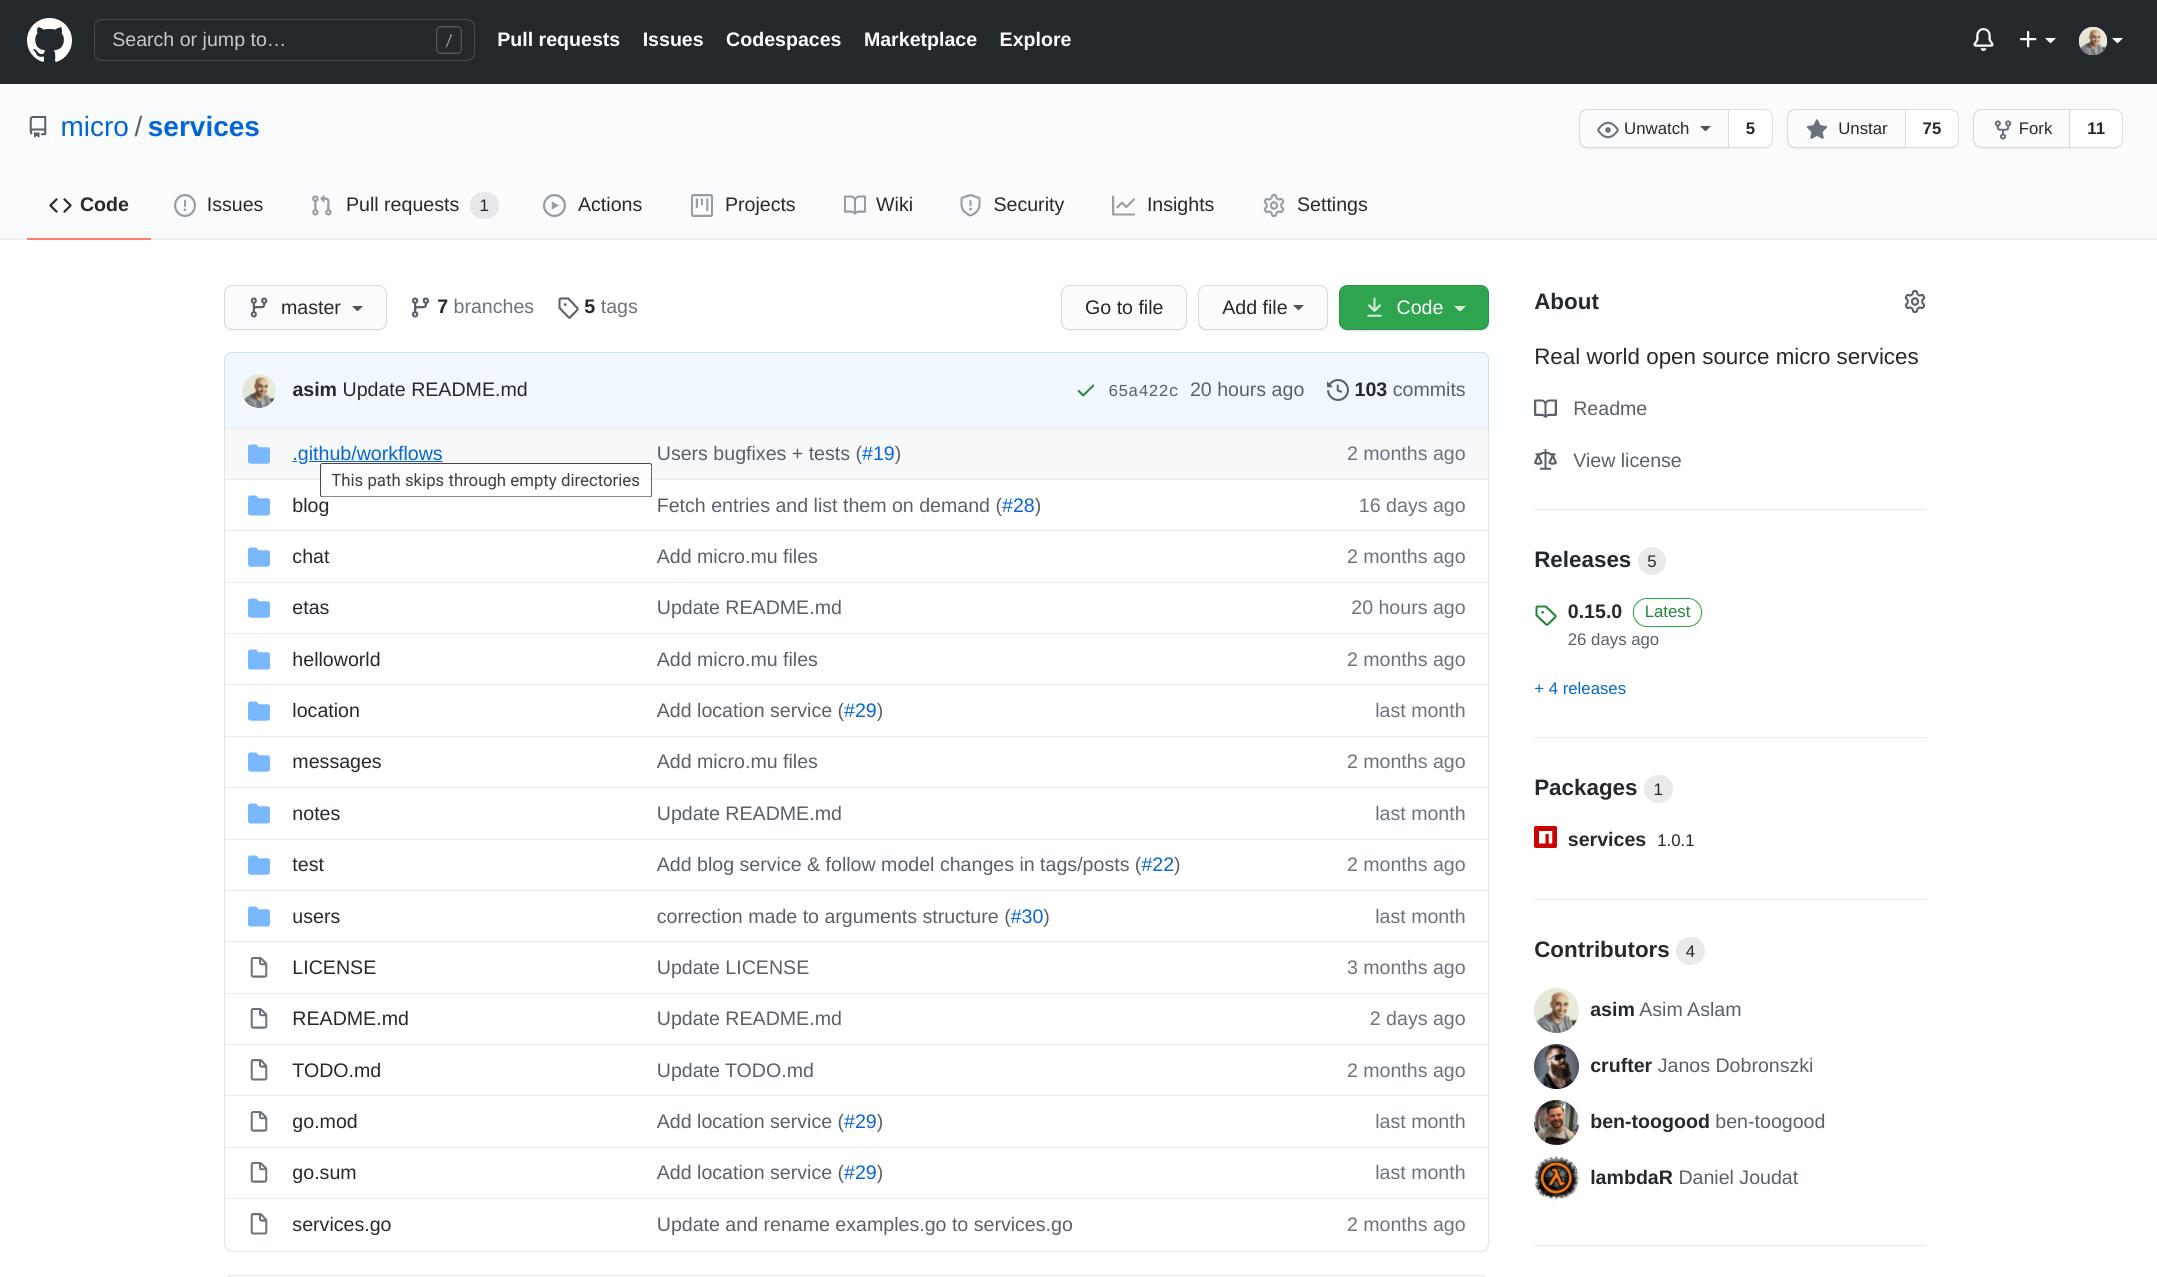 Search or jump to… / Pull requests Issues Codespaces Marketplace Explore
micro / services Unwatch 5 Unstar 75 Fork 11
Code Issues Pull requests 1 Actions Projects Wiki Security Insights Settings
master 7 branches 5 tags Go to file Add file Code
asim Update README.md 65a422c 20 hours ago 103 commits
.github/workflows Users bugfixes + tests (#19) 2 months ago
This path skips through empty directories
blog Fetch entries and list them on demand (#28) 16 days ago
chat Add micro.mu files 2 months ago
etas Update README.md 20 hours ago
helloworld Add micro.mu files 2 months ago
location Add location service (#29) last month
messages Add micro.mu files 2 months ago
notes Update README.md last month
test Add blog service & follow model changes in tags/posts (#22) 2 months ago
users correction made to arguments structure (#30) last month
LICENSE Update LICENSE 3 months ago
README.md Update README.md 2 days ago
TODO.md Update TODO.md 2 months ago
go.mod Add location service (#29) last month
go.sum Add location service (#29) last month
services.go Update and rename examples.go to services.go 2 months ago
About
Real world open source micro services
Readme
View license
Releases 5
0.15.0 Latest
26 days ago
+ 4 releases
Packages 1
services 1.0.1
Contributors 4
asim Asim Aslam
crufter Janos Dobronszki
ben-toogood ben-toogood
lambdaR Daniel Joudat